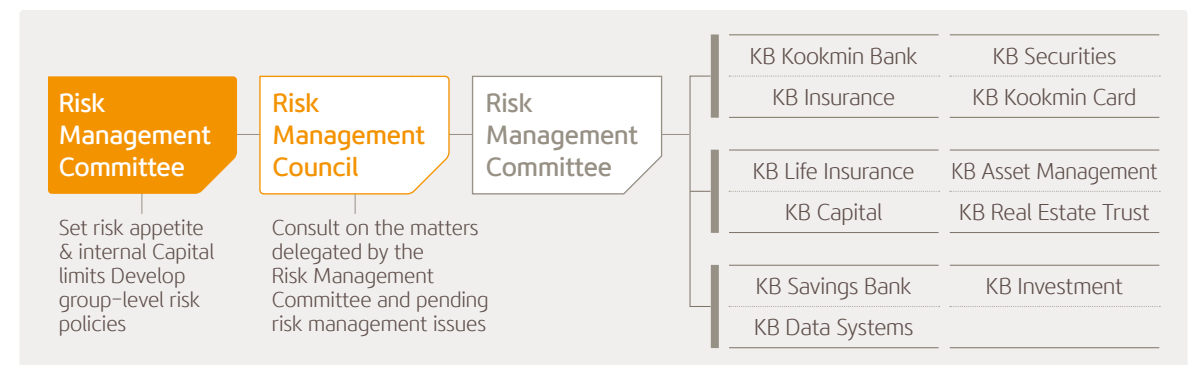 Risk
Management
Committee
Set risk appetite
& internal Capital
limits Develop
group-level risk
policies
Risk
Management
Council
Consult on the matters
delegated by the
Risk Management
Committee and pending
risk management issues
Risk
Management
Committee
KB Kookmin Bank
KB Securities
KB Insurance
KB Kookmin Card
KB Life Insurance
KB Asset Management
KB Capital
KB Real Estate Trust
KB Savings Bank
KB Investment
KB Data Systems